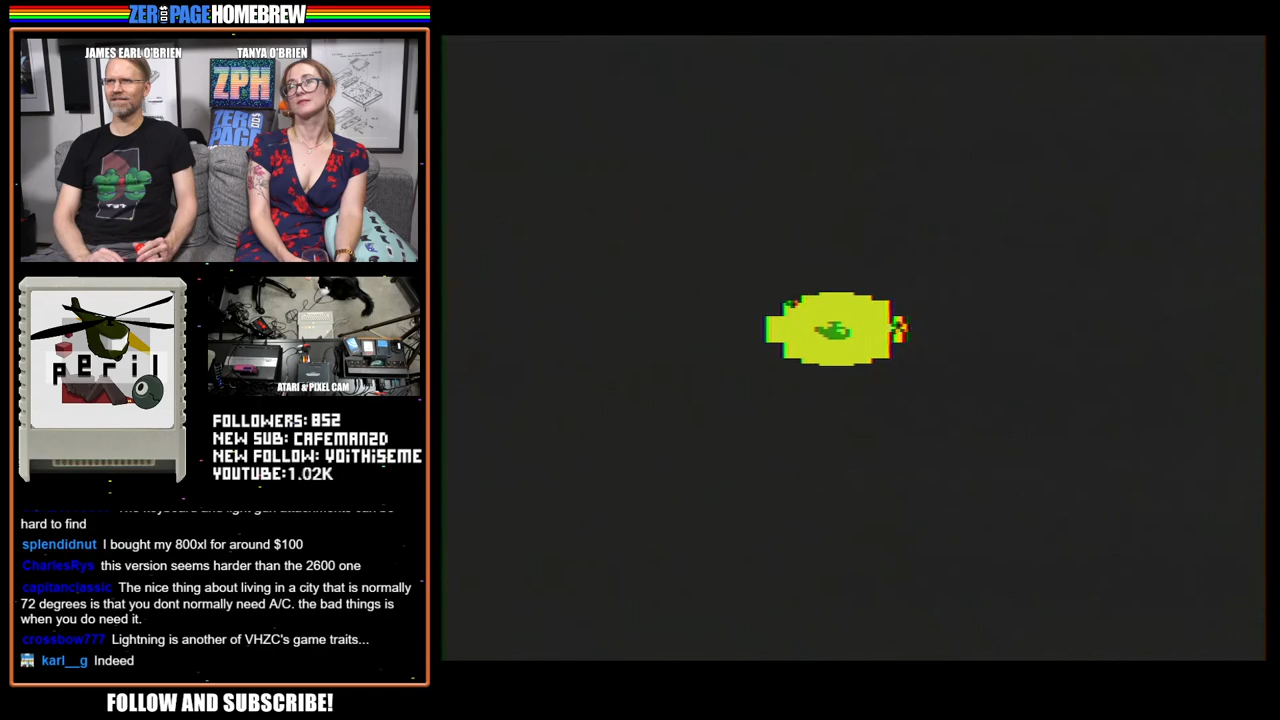 ZEROPAGE HOMEBREW
JAMES EARL O'BRIEN
TANYA O'BRIEN
ZPH
ZERO
PAGE
peril
ATARI & PIXEL CAM
FOLLOWERS: 852
NEW SUB: CAFEMAN2D
NEW FOLLOW: VOITHISEME
YOUTUBE:1.02K
hard to find
splendidnut I bought my 800xl for around $100
CharlesRys this version seems harder than the 2600 one
capitanclassic The nice thing about living in a city that is normally
72 degrees is that you dont normally need A/C. the bad things is
when you do need it.
crossbow777 Lightning is another of VHZC's game traits...
karl__g Indeed
FOLLOW AND SUBSCRIBE!